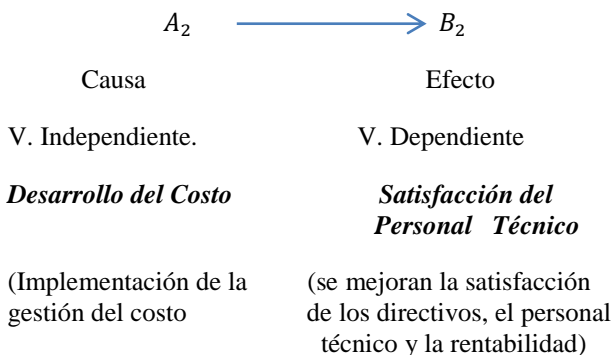 A₂ B₂
Causa Efecto
V. Independiente. V. Dependiente
Desarrollo del Costo Satisfacción del
Personal Técnico
(Implementación de la (se mejoran la satisfacción
gestión del costo de los directivos, el personal
técnico y la rentabilidad)